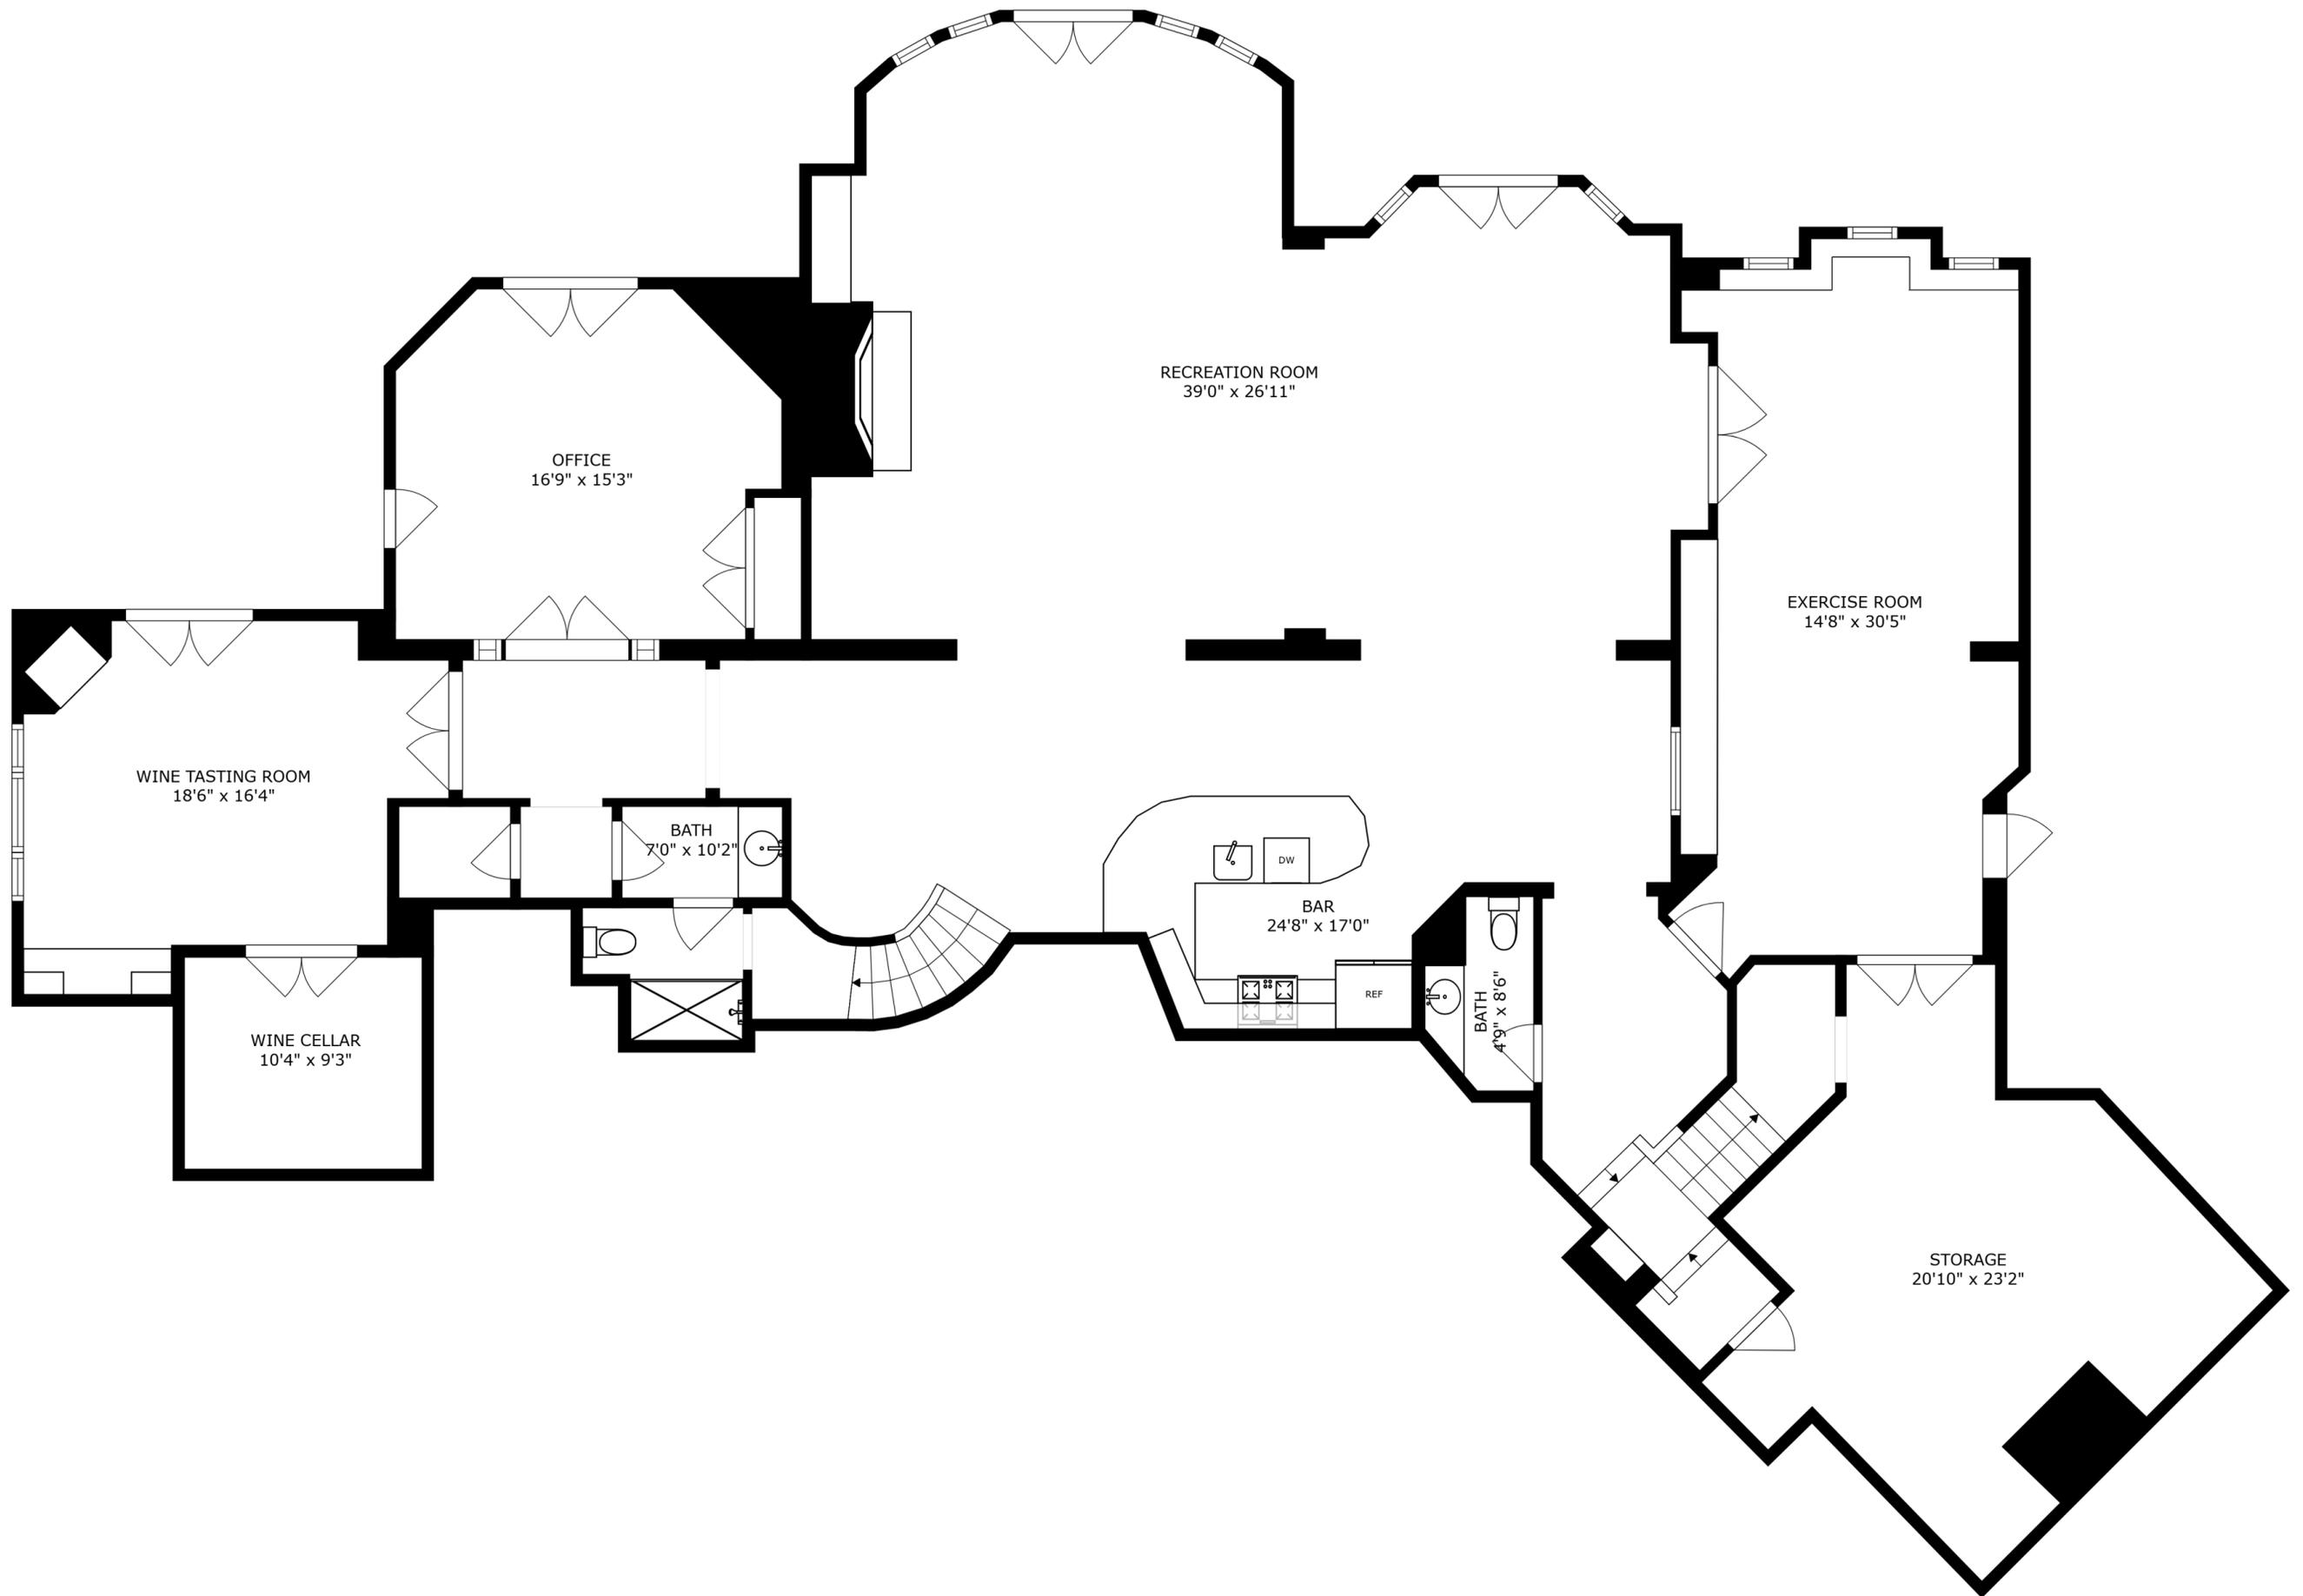 RECREATION ROOM
39'0" x 26'11"
OFFICE
16'9" x 15'3"
EXERCISE ROOM
14'8" x 30'5"
WINE TASTING ROOM
18'6" x 16'4"
BATH
7'0" x 10'2"
DW
BAR
24'8" x 17'0"
REF
BATH
4'9" x 8'6"
WINE CELLAR
10'4" x 9'3"
STORAGE
20'10" x 23'2"